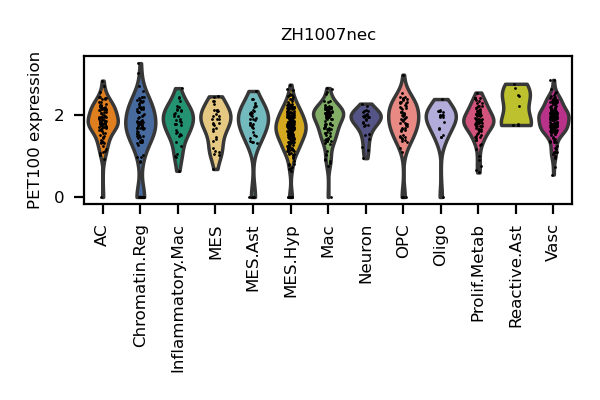 ZH1007nec
PET100 expression
2
0
AC
Chromatin.Reg
Inflammatory.Mac
MES
MES.Ast
MES.Hyp
Mac
Neuron
OPC
Oligo
Prolif.Metab
Reactive.Ast
Vasc